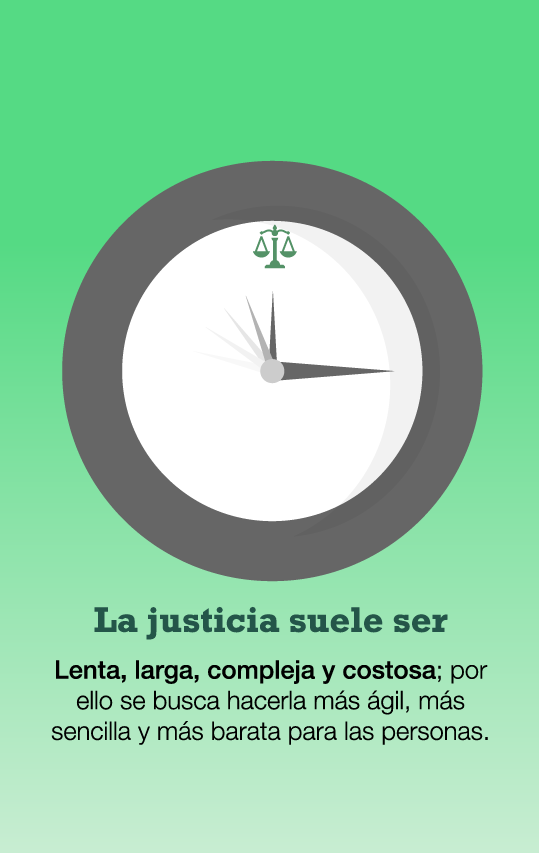 La justicia suele ser
Lenta, larga, compleja y costosa; por
ello se busca hacerla más ágil, más
sencilla y más barata para las personas.